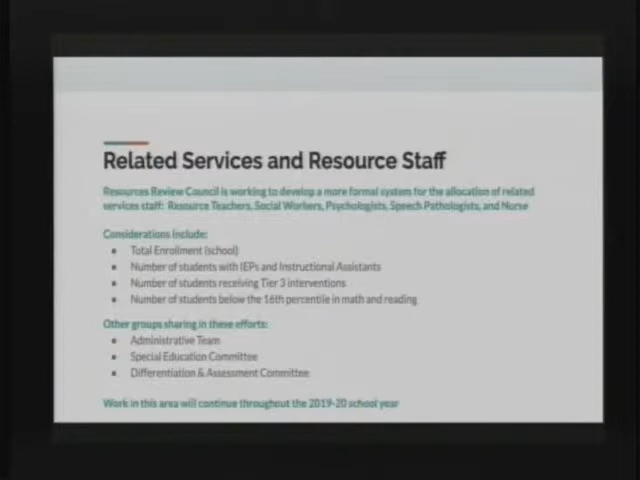 Related Services and Resource Staff
Resources Review Council is working to develop a more formal system for the allocation of related
services staff: Resource Teachers, Social Workers, Psychologists, Speech Pathologists, and Nurse
Considerations Include:
• Total Enrollment (school)
• Number of students with IEPs and Instructional Assistants
• Number of students receiving Tier 3 interventions
• Number of students below the 16th percentile in math and reading
Other groups sharing in these efforts:
• Administrative Team
• Special Education Committee
• Differentiation & Assessment Committee
Work in this area will continue throughout the 2019-20 school year